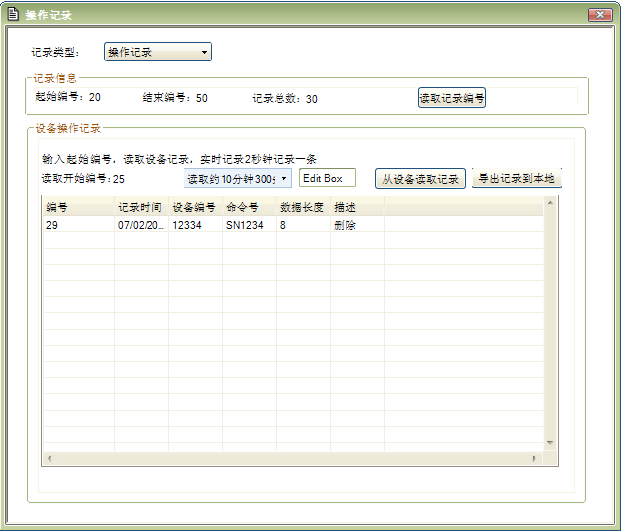 操作记录
记录类型： 操作记录
记录信息
起始编号：20 结束编号：50 记录总数：30 读取记录编号
设备操作记录
输入起始编号，读取设备记录，实时记录2秒钟记录一条
读取开始编号：25 读取约10分钟300 Edit Box 从设备读取记录 导出记录到本地
编号 记录时间 设备编号 命令号 数据长度 描述
29 07/02/20... 12334 SN1234 8 删除